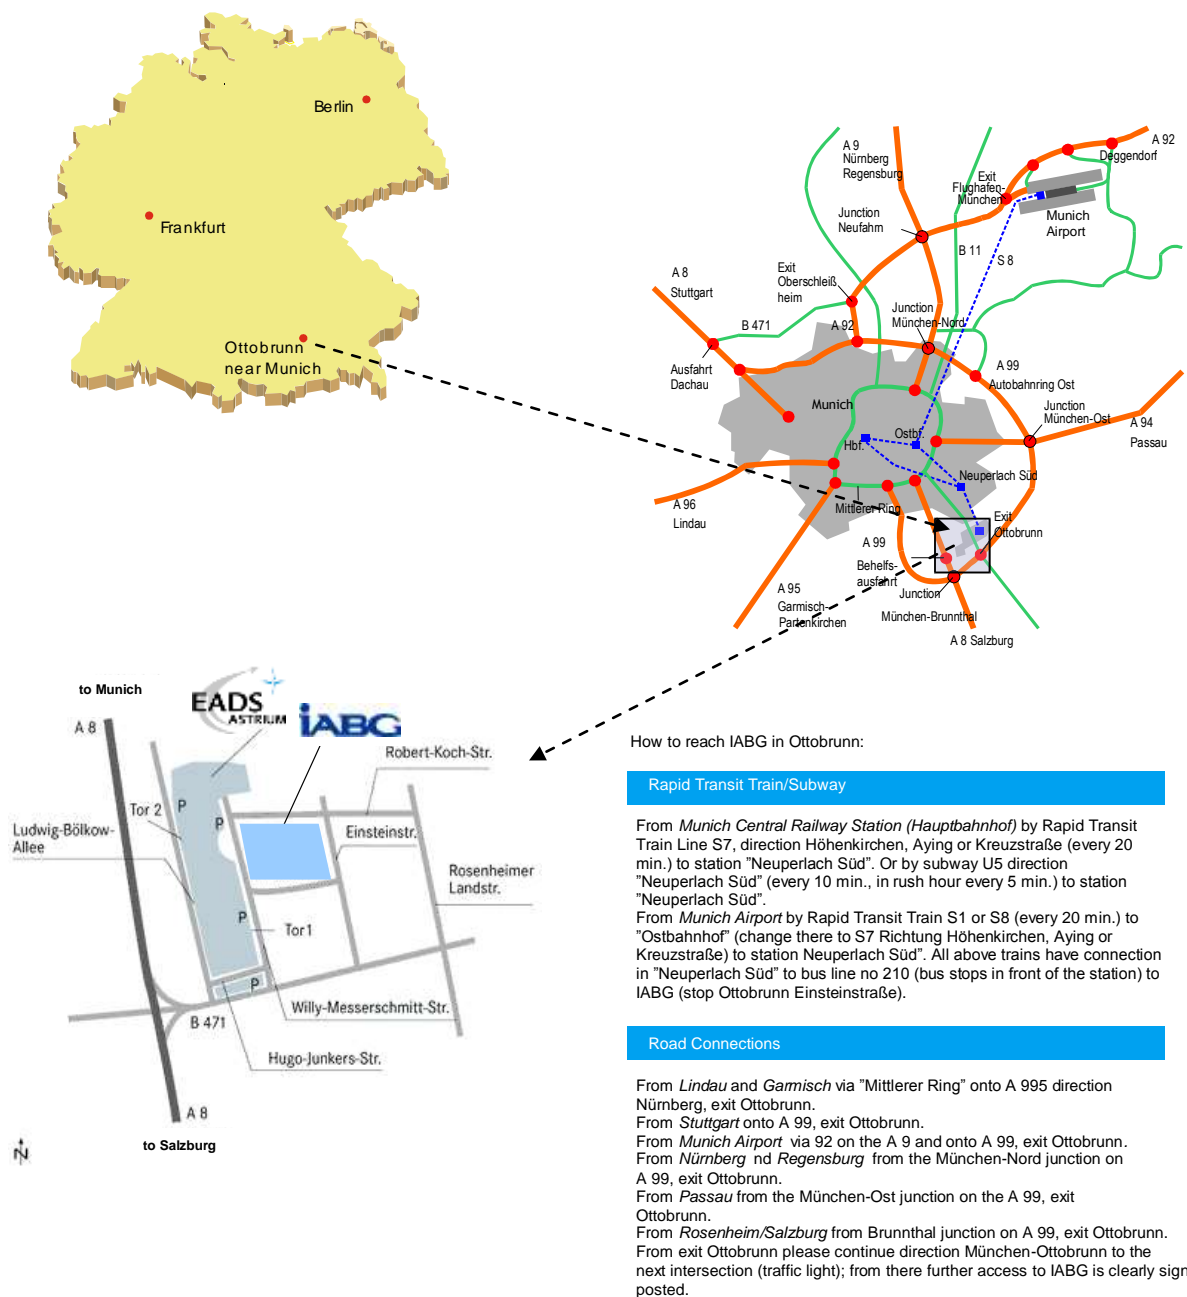 Berlin
Frankfurt
Ottobrunn
near Munich
A 9
Nürnberg
Regensburg
A 92
Deggendorf
Exit
Flughafen-
München
Munich
Airport
Junction
Neufahrn
B 11
S 8
A 8
Stuttgart
Exit
Oberschleiß
heim
B 471
A 92
Junction
München-Nord
Ausfahrt
Dachau
A 99
Autobahnring Ost
Munich
Junction
München-Ost
A 94
Passau
Ostbf.
Hbf.
Neuperlach Süd
A 96
Lindau
Mittlerer Ring
Exit
Ottobrunn
A 99
Behelfs-
ausfahrt
A 95
Garmisch-
Partenkirchen
Junction
München-Brunnthal
A 8 Salzburg
to Munich
A 8
EADS
ASTRIUM
iABG
Robert-Koch-Str.
P
Tor 2
P
Ludwig-Bölkow-
Allee
Einsteinstr.
Rosenheimer
Landstr.
P
Tor 1
P
Willy-Messerschmitt-Str.
B 471
Hugo-Junkers-Str.
A 8
to Salzburg
N
How to reach IABG in Ottobrunn:
Rapid Transit Train/Subway
From Munich Central Railway Station (Hauptbahnhof) by Rapid Transit
Train Line S7, direction Höhenkirchen, Aying or Kreuzstraße (every 20
min.) to station "Neuperlach Süd". Or by subway U5 direction
"Neuperlach Süd" (every 10 min., in rush hour every 5 min.) to station
"Neuperlach Süd".
From Munich Airport by Rapid Transit Train S1 or S8 (every 20 min.) to
"Ostbahnhof" (change there to S7 Richtung Höhenkirchen, Aying or
Kreuzstraße) to station Neuperlach Süd". All above trains have connection
in "Neuperlach Süd" to bus line no 210 (bus stops in front of the station) to
IABG (stop Ottobrunn Einsteinstraße).
Road Connections
From Lindau and Garmisch via "Mittlerer Ring" onto A 995 direction
Nürnberg, exit Ottobrunn.
From Stuttgart onto A 99, exit Ottobrunn.
From Munich Airport via 92 on the A 9 and onto A 99, exit Ottobrunn.
From Nürnberg nd Regensburg from the München-Nord junction on
A 99, exit Ottobrunn.
From Passau from the München-Ost junction on the A 99, exit
Ottobrunn.
From Rosenheim/Salzburg from Brunnthal junction on A 99, exit Ottobrunn.
From exit Ottobrunn please continue direction München-Ottobrunn to the
next intersection (traffic light); from there further access to IABG is clearly sign
posted.